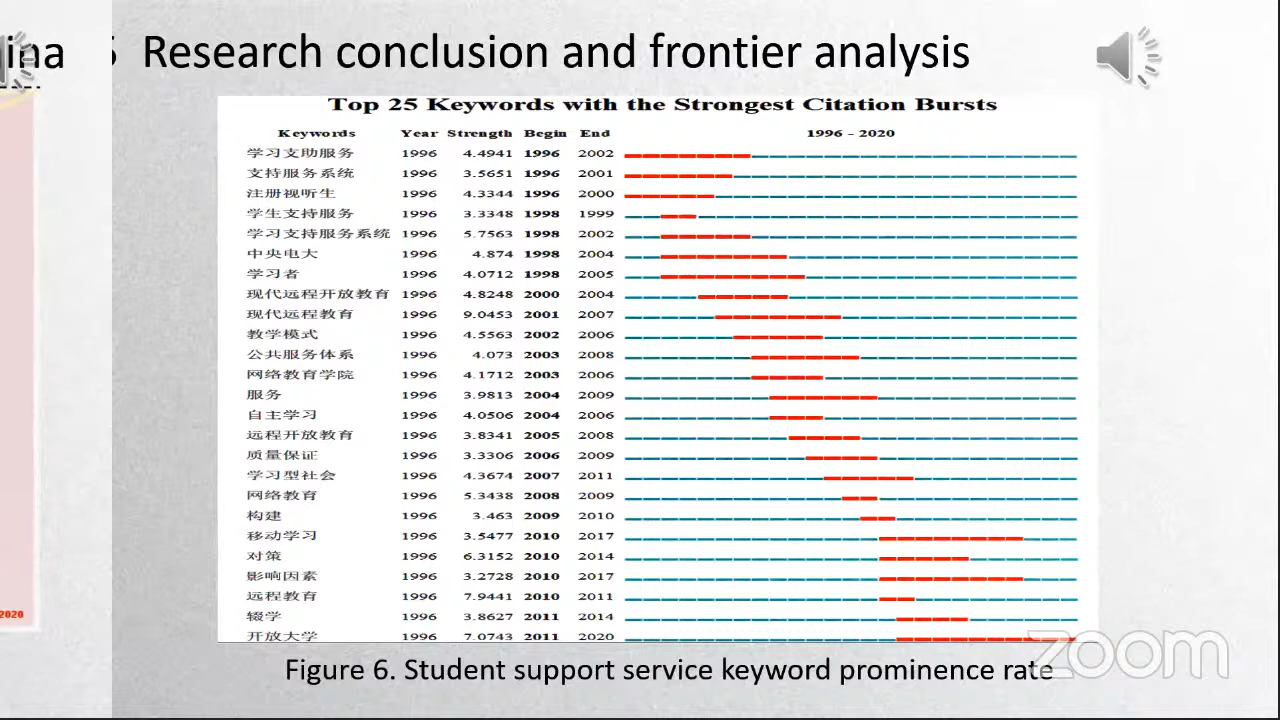 ina 5 Research conclusion and frontier analysis
Top 25 Keywords with the Strongest Citation Bursts
Keywords Year Strength Begin End 1996 - 2020
学习支助服务 1996 4.4941 1996 2002
支持服务系统 1996 3.5651 1996 2001
注册视听生 1996 4.3344 1996 2000
学生支持服务 1996 3.3348 1998 1999
学习支持服务系统 1996 5.7563 1998 2002
中央电大 1996 4.874 1998 2004
学习者 1996 4.0712 1998 2005
现代远程开放教育 1996 4.8248 2000 2004
现代远程教育 1996 9.0453 2001 2007
教学模式 1996 4.5563 2002 2006
公共服务体系 1996 4.073 2003 2008
网络教育学院 1996 4.1712 2003 2006
服务 1996 3.9813 2004 2009
自主学习 1996 4.0506 2004 2006
远程开放教育 1996 3.8341 2005 2008
质量保证 1996 3.3306 2006 2009
学习型社会 1996 4.3674 2007 2011
网络教育 1996 5.3438 2008 2009
构建 1996 3.463 2009 2010
移动学习 1996 3.5477 2010 2017
对策 1996 6.3152 2010 2014
影响因素 1996 3.2728 2010 2017
远程教育 1996 7.9441 2010 2011
辍学 1996 3.8627 2011 2014
开放大学 1996 7.0743 2011 2020
2020
zoom
Figure 6. Student support service keyword prominence rate